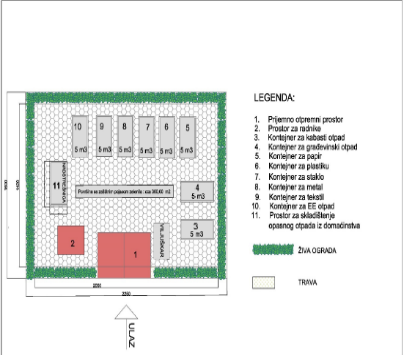 LEGENDA:
1. Prijemno otpremni prostor
2. Prostor za radnike
3. Kontejner za kabasti otpad
4. Kontejner za građevinski otpad
5. Kontejner za papir
6. Kontejner za plastiku
7. Kontejner za staklo
8. Kontejner za metal
9. Kontejner za tekstil
10. Kontejner za EE otpad
11. Prostor za skladištenje
opasnog otpada iz domaćinstva
ŽIVA OGRADA
TRAVA
10 9 8 7 6 5
5 m3 5 m3 5 m3 5 m3 5 m3 5 m3
11
4
5 m3
3
5 m3
VILJUŠKAR
2
1
ULAZ